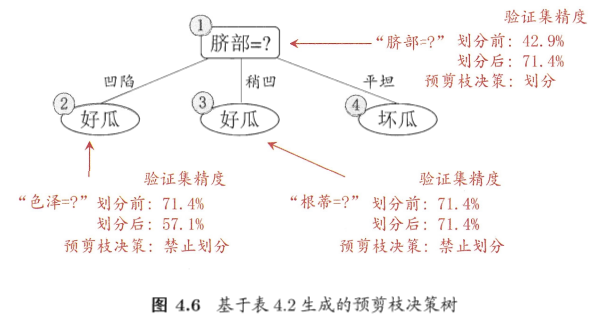 验证集精度
①
脐部=?
“脐部=?” 划分前: 42.9%
划分后: 71.4%
预剪枝决策: 划分
凹陷
稍凹
平坦
②
好瓜
③
好瓜
④
坏瓜
验证集精度
“色泽=?” 划分前: 71.4%
划分后: 57.1%
预剪枝决策: 禁止划分
验证集精度
“根蒂=?” 划分前: 71.4%
划分后: 71.4%
预剪枝决策: 禁止划分
图 4.6 基于表4.2生成的预剪枝决策树